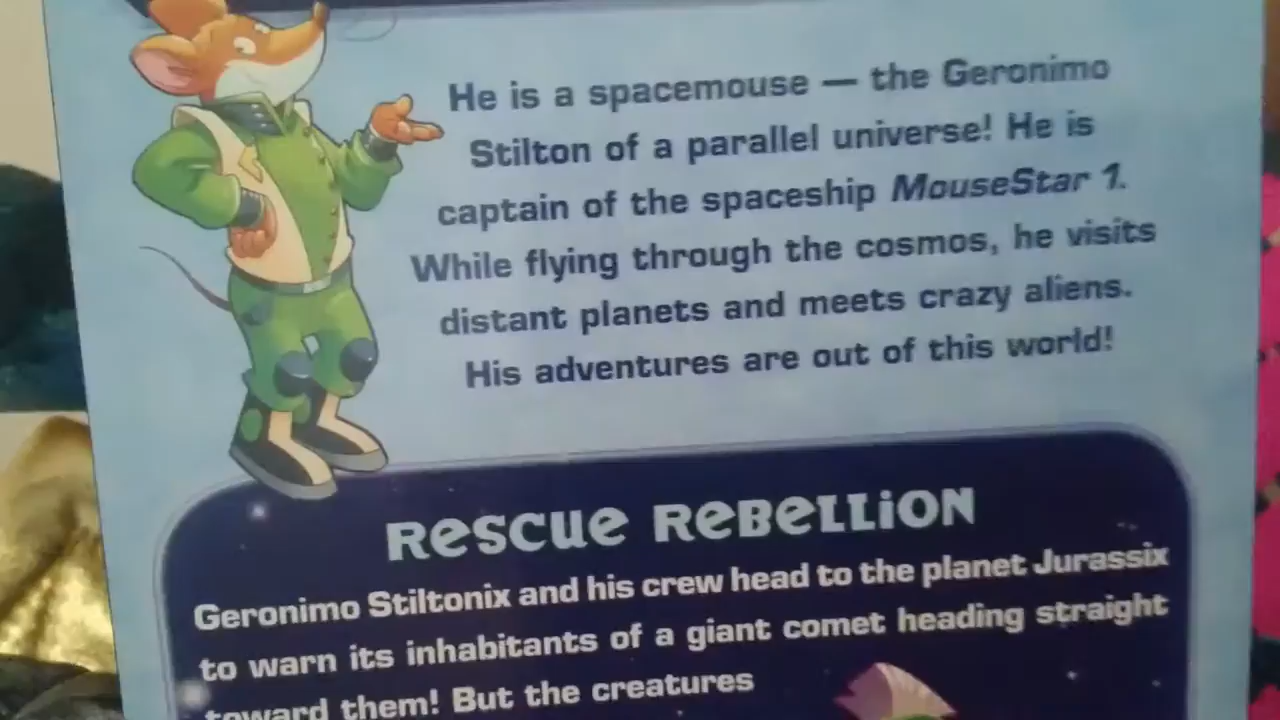 He is a spacemouse — the Geronimo
Stilton of a parallel universe! He is
captain of the spaceship MouseStar 1.
While flying through the cosmos, he visits
distant planets and meets crazy aliens.
His adventures are out of this world!
RESCUE REBELLION
Geronimo Stiltonix and his crew head to the planet Jurassix
to warn its inhabitants of a giant comet heading straight
toward them! But the creatures